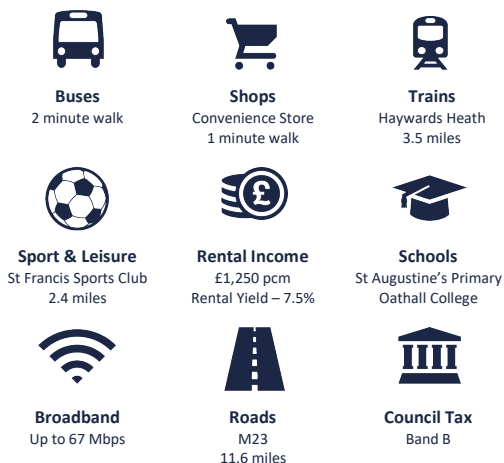 Buses
2 minute walk
Shops
Convenience Store
1 minute walk
Trains
Haywards Heath
3.5 miles
Sport & Leisure
St Francis Sports Club
2.4 miles
£
Rental Income
£1,250 pcm
Rental Yield – 7.5%
Schools
St Augustine’s Primary
Oathall College
Broadband
Up to 67 Mbps
Roads
M23
11.6 miles
Council Tax
Band B